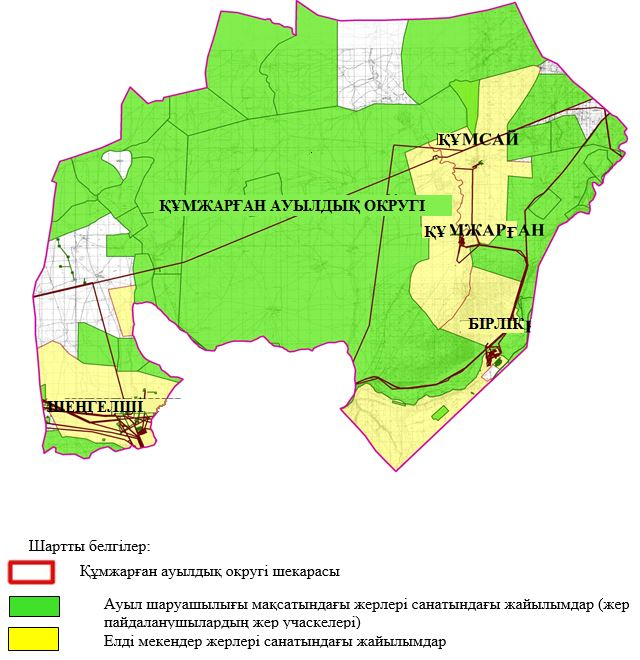 ҚҰМСАЙ
ҚҰМЖАРҒАН АУЫЛДЫҚ ОКРУГІ
ҚҰМЖАРҒАН
БІРЛІК
ШЕҢГЕЛШІ
Шартты белгілер:
Құмжарған ауылдық округі шекарасы
Ауыл шаруашылығы мақсатындағы жерлері санатындағы жайылымдар (жер
пайдаланушылардың жер учаскелері)
Елді мекендер жерлері санатындағы жайылымдар